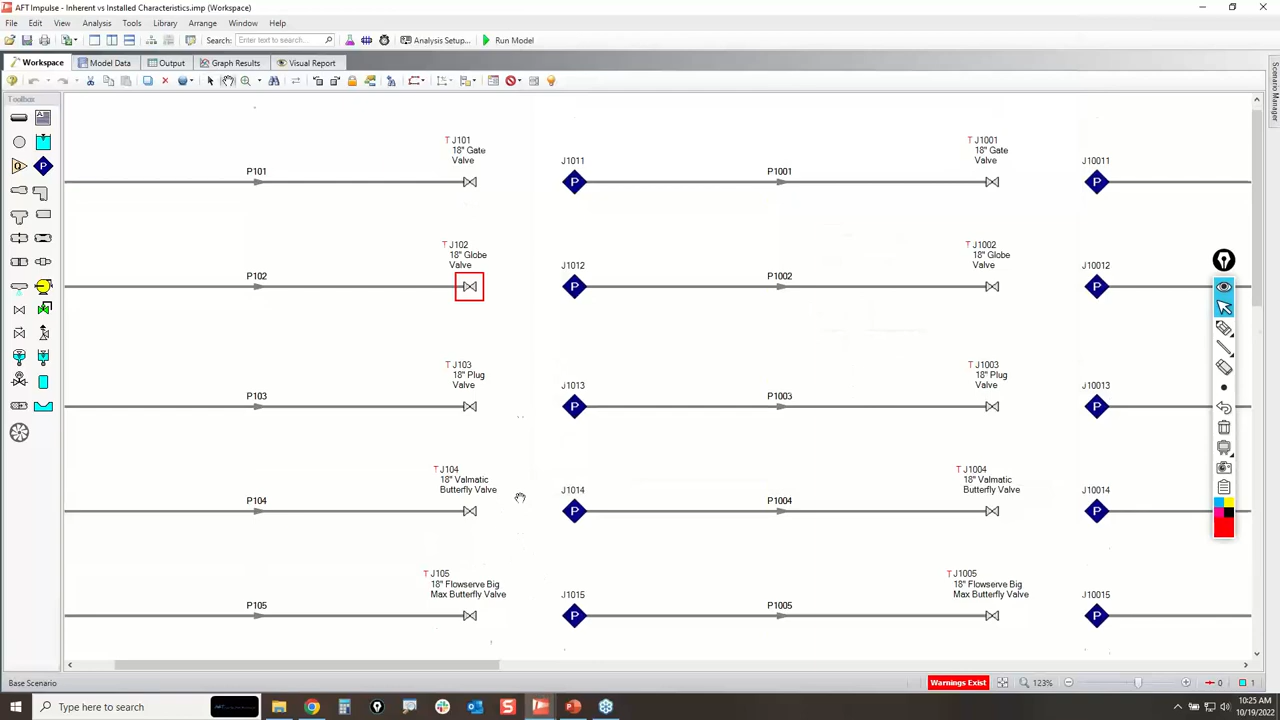 AFT Impulse - Inherent vs Installed Characteristics.imp (Workspace)
File Edit View Analysis Tools Library Arrange Window Help
Search: Enter text to search... Analysis Setup... Run Model
Workspace Model Data Output Graph Results Visual Report
Toolbox
Scenario Manager
T J101
18" Gate
Valve
J1011
P101
P1001
T J1001
18" Gate
Valve
J10011
P
P
T J102
18" Globe
Valve
J1012
P102
P1002
T J1002
18" Globe
Valve
J10012
P
P
T J103
18" Plug
Valve
J1013
P103
P1003
T J1003
18" Plug
Valve
J10013
P
P
T J104
18" Valmatic
Butterfly Valve
J1014
P104
P1004
T J1004
18" Valmatic
Butterfly Valve
J10014
P
P
T J105
18" Flowserve Big
Max Butterfly Valve
J1015
P105
P1005
T J1005
18" Flowserve Big
Max Butterfly Valve
J10015
P
P
Base Scenario
Warnings Exist
123%
0
1
Type here to search
10:25 AM
10/19/2022